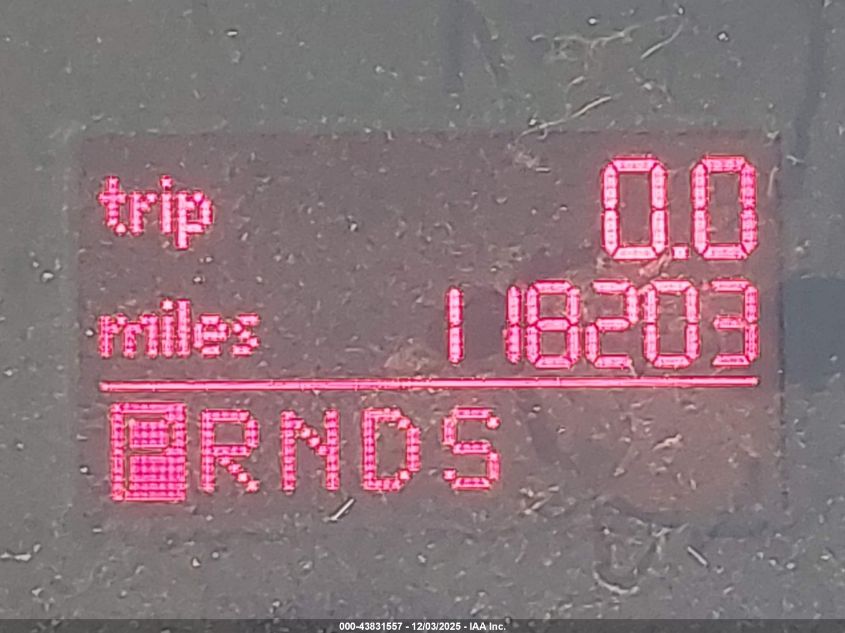 trip 0.0
miles 118203
PRNDS
000-43831557 - 12/03/2025 - IAA Inc.